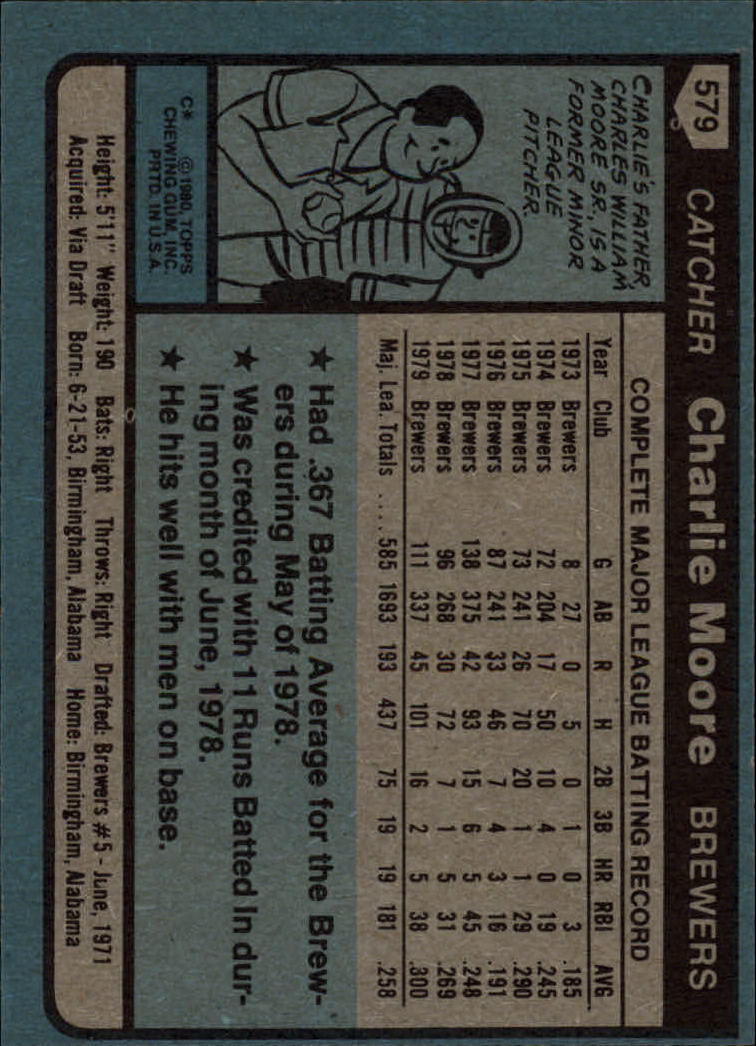 579 CATCHER Charlie Moore BREWERS
CHARLIE'S FATHER,
CHARLES WILLIAM
MOORE SR., IS A
FORMER MINOR
LEAGUE
PITCHER.
C* © 1980 TOPPS
CHEWING GUM, INC.
PRTD. IN U.S.A.
COMPLETE MAJOR LEAGUE BATTING RECORD
Year Club G AB R H 2B 3B HR RBI AVG
1973 Brewers 8 27 0 5 0 1 0 3 .185
1974 Brewers 72 204 17 50 10 4 0 19 .245
1975 Brewers 73 241 26 70 20 1 1 29 .290
1976 Brewers 87 241 33 46 7 4 3 16 .191
1977 Brewers 138 375 42 93 15 6 5 45 .248
1978 Brewers 96 268 30 72 7 1 5 31 .269
1979 Brewers 111 337 45 101 16 2 5 38 .300
Maj. Lea. Totals .... 585 1693 193 437 75 19 19 181 .258
★ Had .367 Batting Average for the Brew-
ers during May of 1978.
★ Was credited with 11 Runs Batted In dur-
ing month of June, 1978.
★ He hits well with men on base.
Height: 5'11" Weight: 190 Bats: Right Throws: Right Drafted: Brewers #5 - June, 1971
Acquired: Via Draft Born: 6-21-53, Birmingham, Alabama Home: Birmingham, Alabama